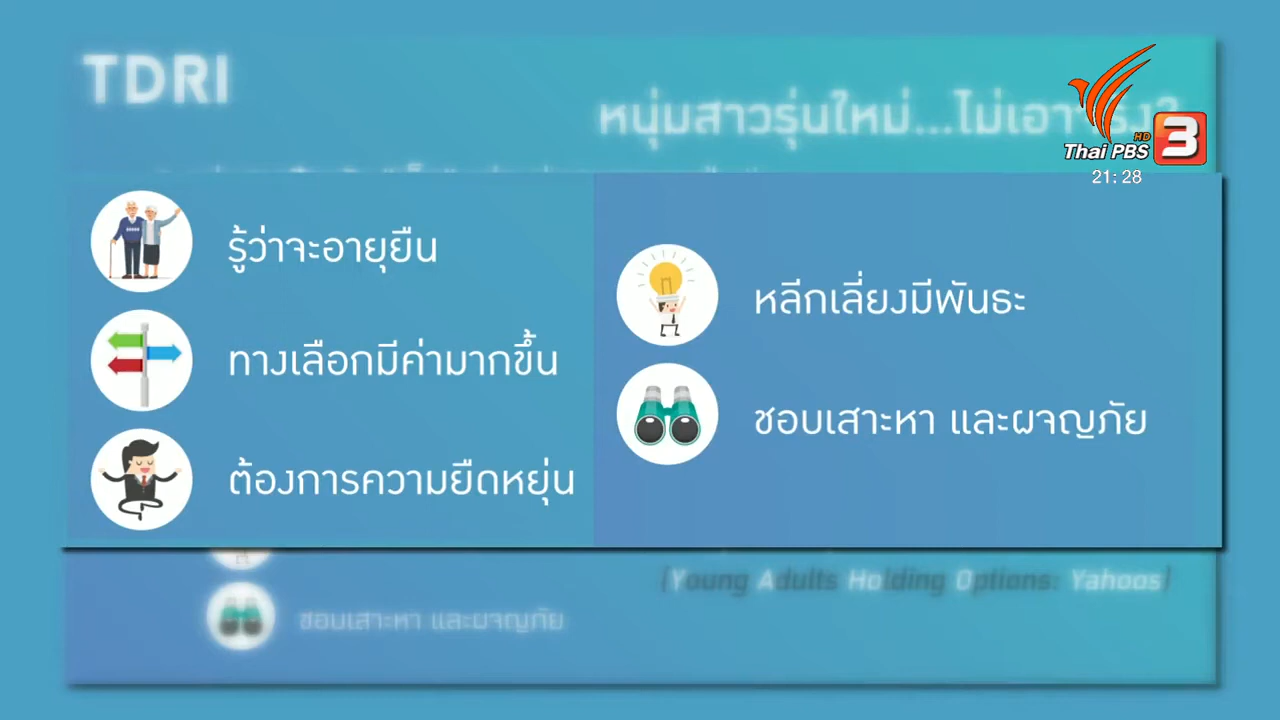 TDRI
หนุ่มสาวรุ่นใหม่...ไม่เอา
HD
Thai PBS 3
21:28
รู้ว่าจะอายุยืน
ทางเลือกมีค่ามากขึ้น
ต้องการความยืดหยุ่น
หลีกเลี่ยงมีพันธะ
ชอบเสาะหา และผจญภัย
(Young Adults Holding Options: Yahoos)
ชอบเสาะหา และผจญภัย